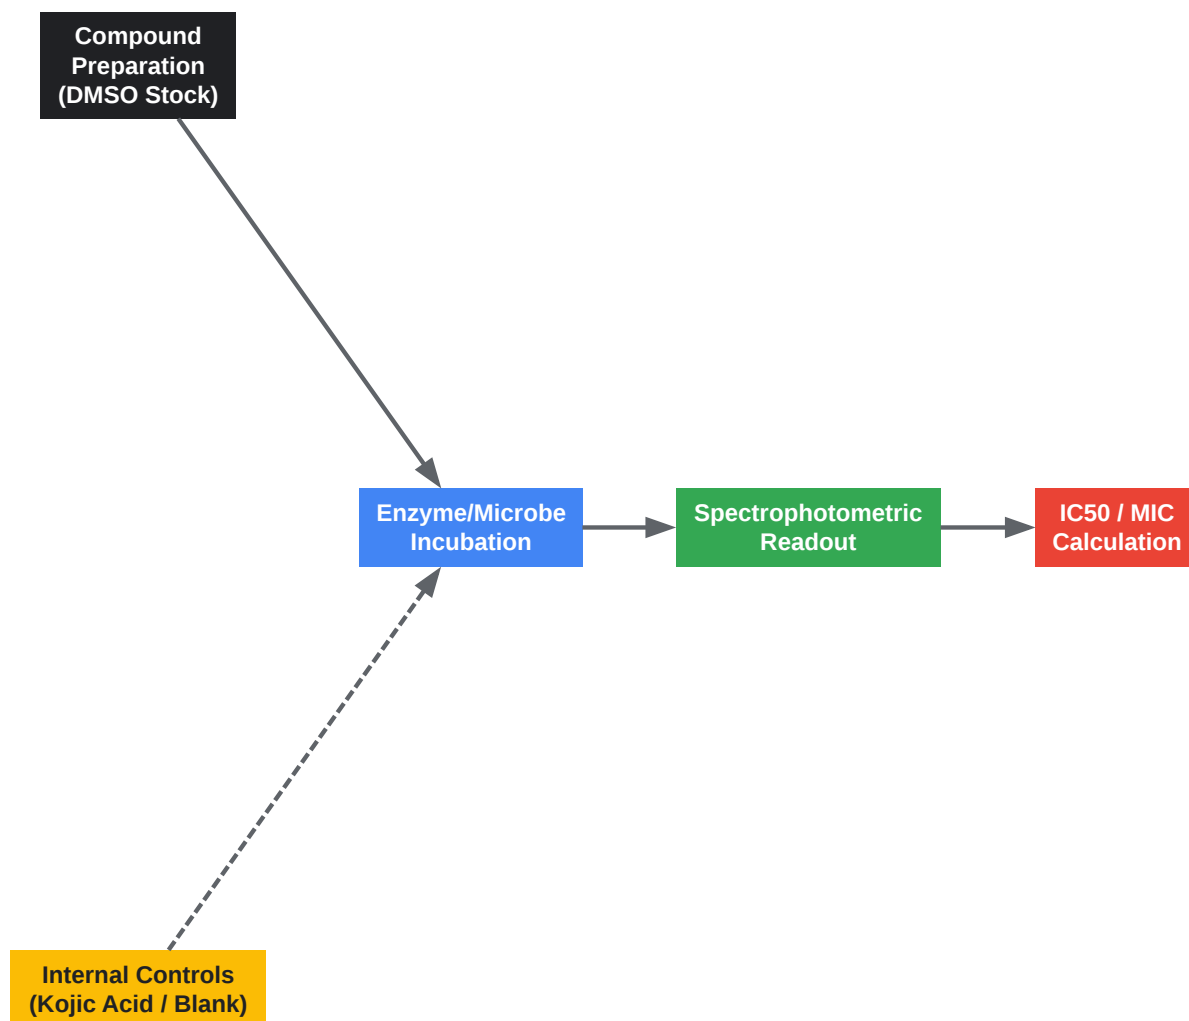 Compound
Preparation
(DMSO Stock)
Enzyme/Microbe
Incubation
Spectrophotometric
Readout
IC50 / MIC
Calculation
Internal Controls
(Kojic Acid / Blank)